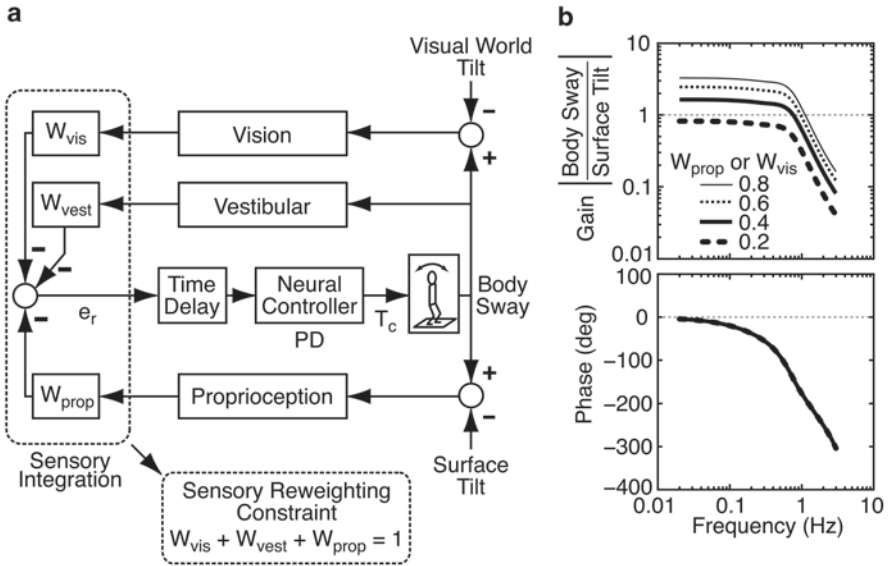 a
Visual World
Tilt
−
+
W_vis
Vision
W_vest
Vestibular
−
−
−
e_r
Time
Delay
Neural
Controller
PD
T_c
Body
Sway
+
−
W_prop
Proprioception
Sensory
Integration
Surface
Tilt
Sensory Reweighting
Constraint
W_vis + W_vest + W_prop = 1
b
Gain |Body Sway / Surface Tilt|
10
1
0.1
0.01
W_prop or W_vis
0.8
0.6
0.4
0.2
Phase (deg)
100
0
−100
−200
−300
−400
0.01
0.1
1
10
Frequency (Hz)